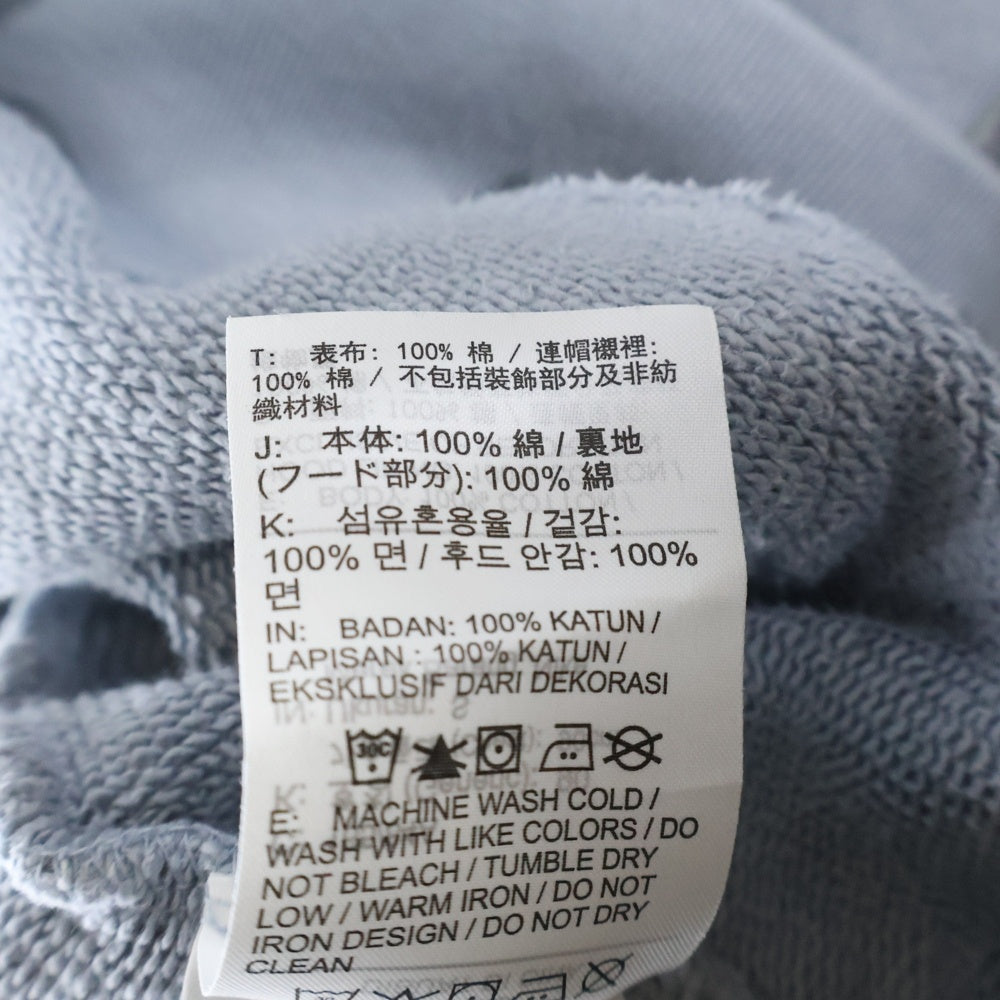 T: 表布: 100% 棉 / 連帽襯裡:
100% 棉 / 不包括裝飾部分及非紡
織材料
J: 本体: 100% 綿 / 裏地
(フード部分): 100% 綿
K: 섬유혼용율 / 겉감:
100% 면 / 후드 안감: 100%
면
IN: BADAN: 100% KATUN /
LAPISAN : 100% KATUN /
EKSKLUSIF DARI DEKORASI
30C
E: MACHINE WASH COLD /
WASH WITH LIKE COLORS / DO
NOT BLEACH / TUMBLE DRY
LOW / WARM IRON / DO NOT
IRON DESIGN / DO NOT DRY
CLEAN